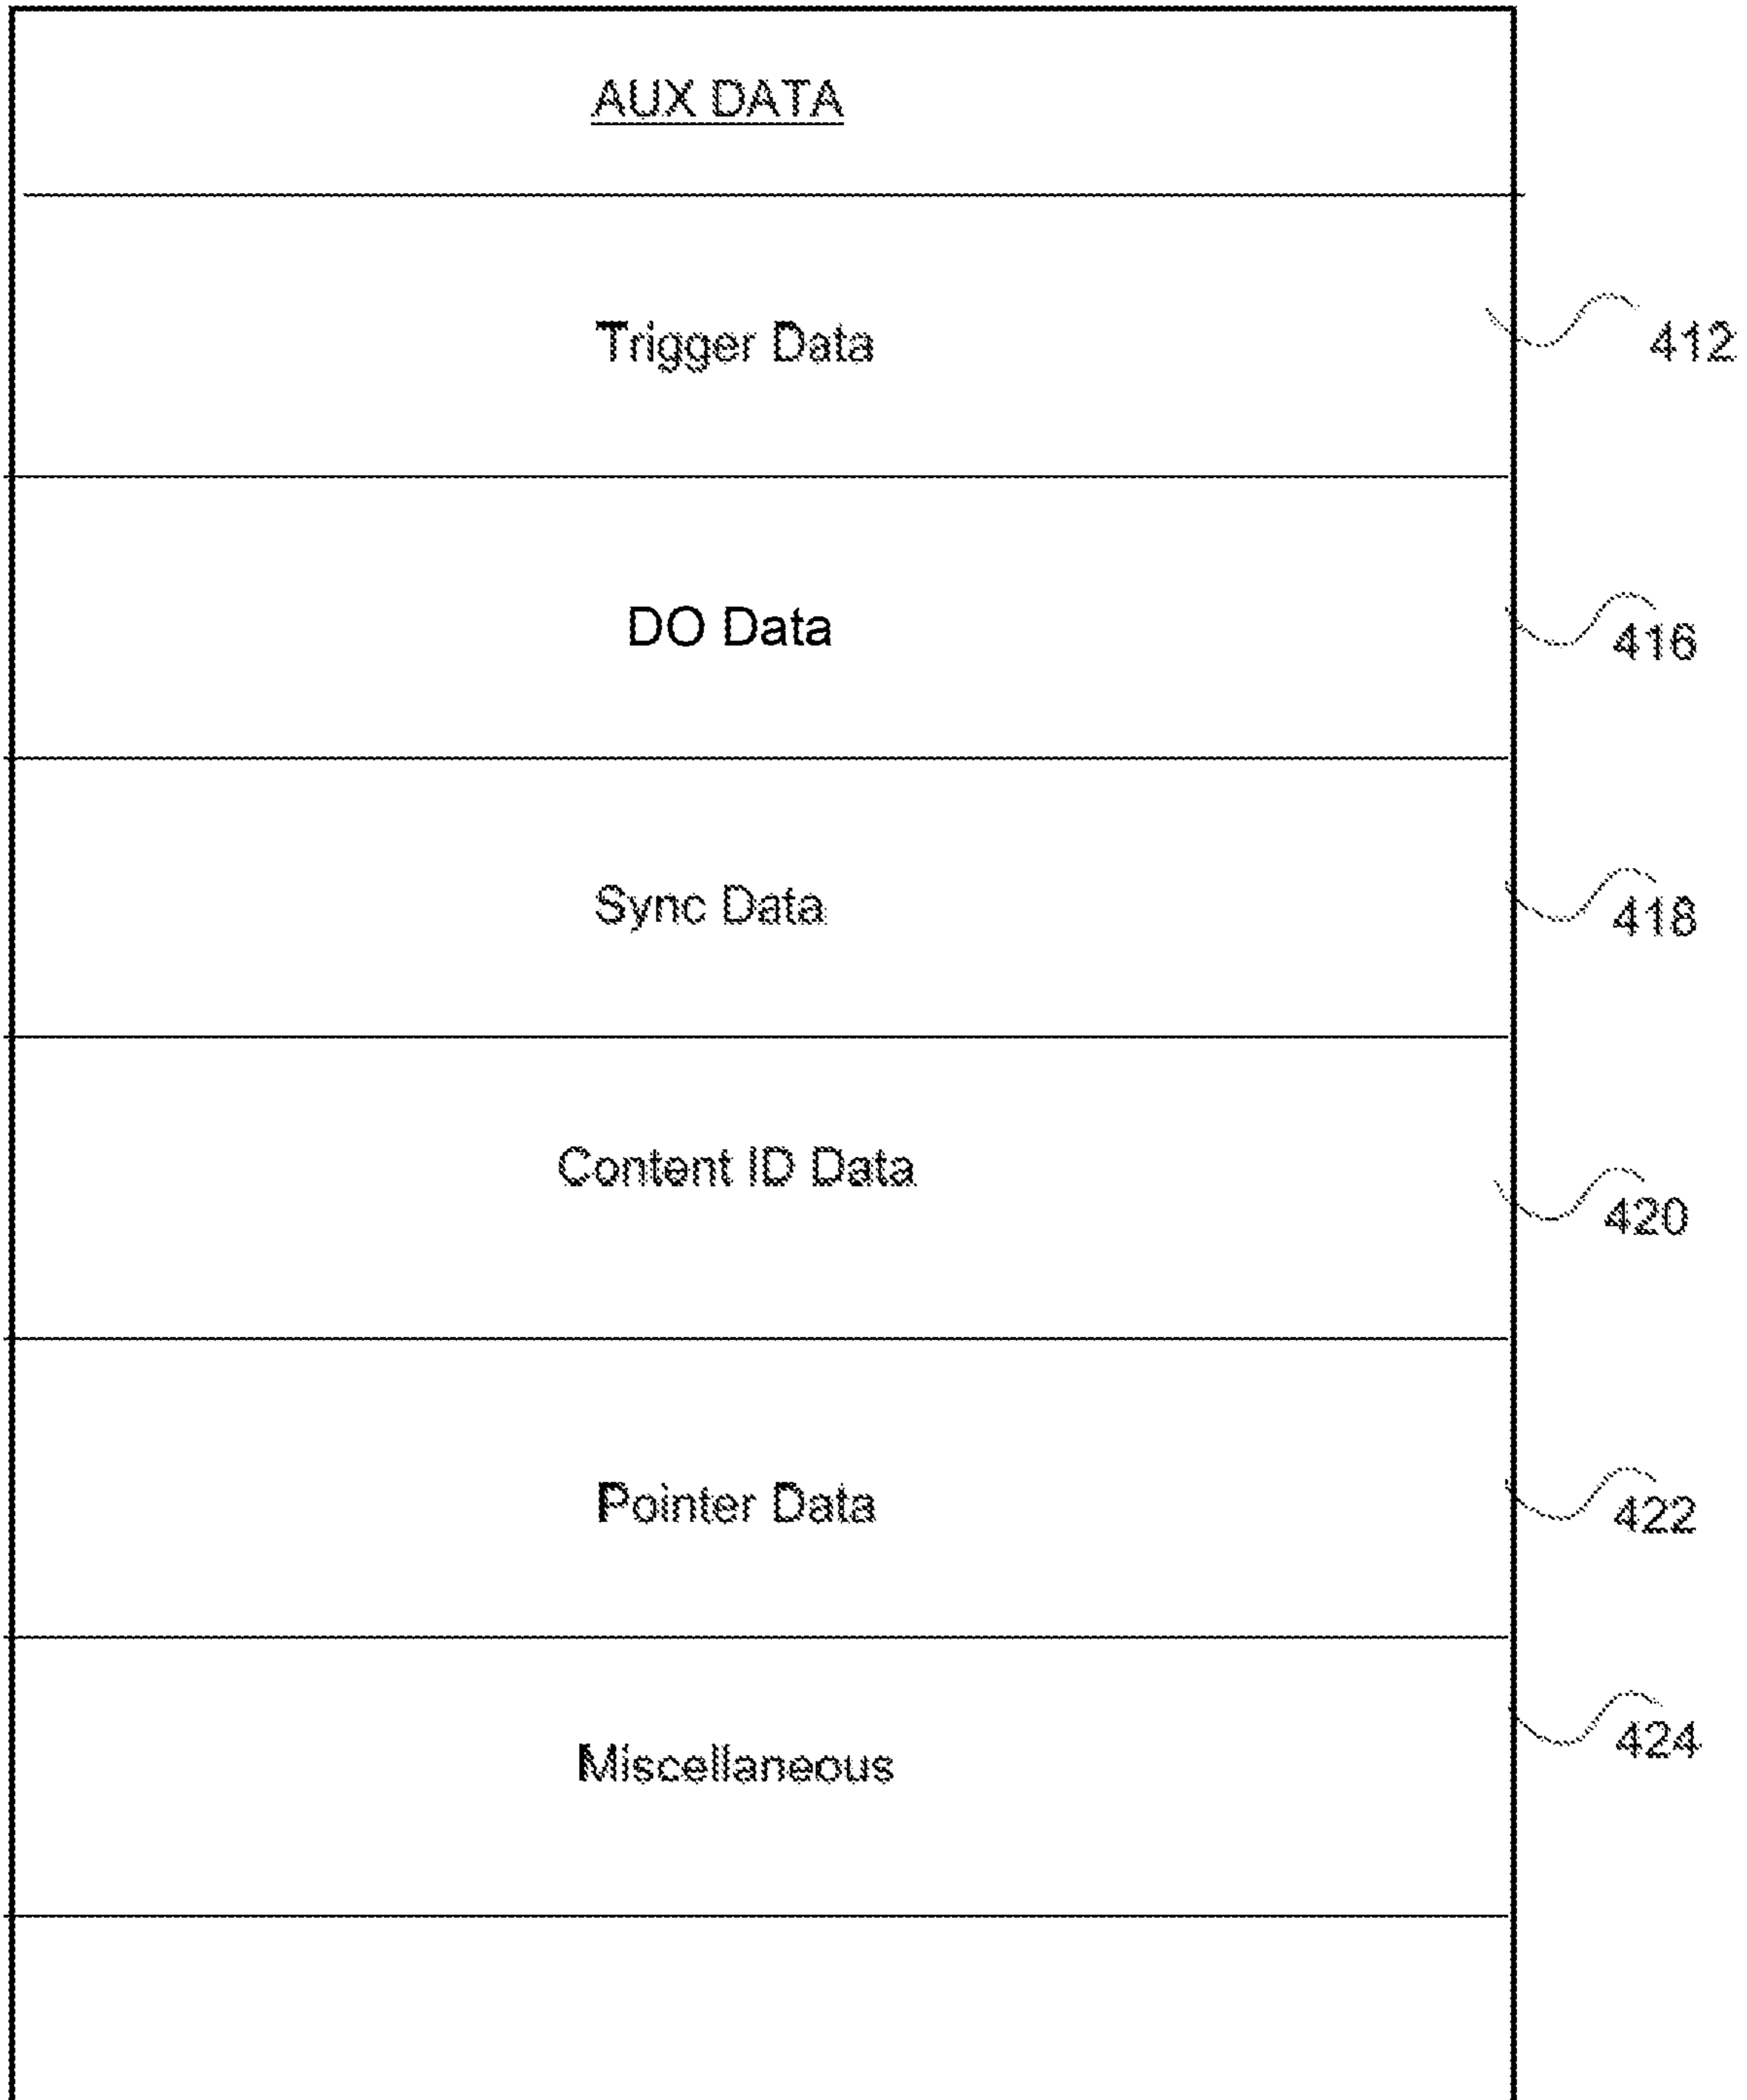 AUX DATA
Trigger Data
412
DO Data
416
Sync Data
418
Content ID Data
420
Pointer Data
422
Miscellaneous
424